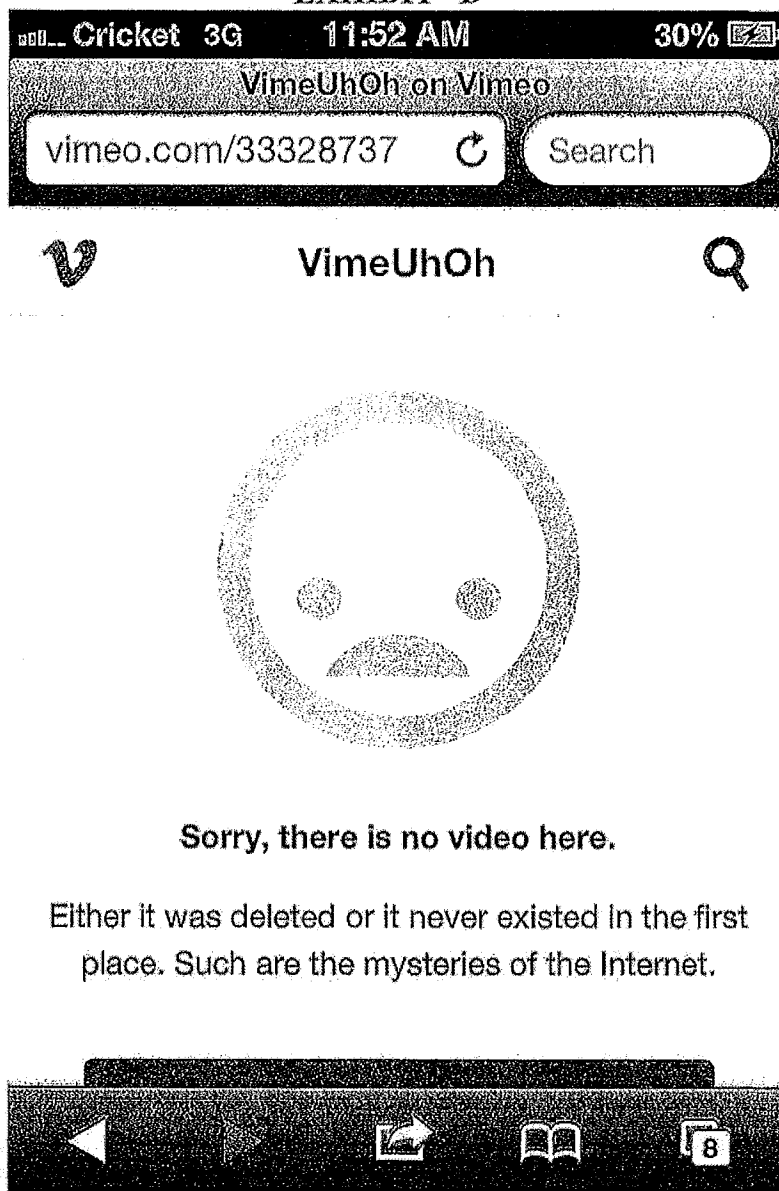 Cricket 3G 11:52 AM 30%
VimeUhOh on Vimeo
vimeo.com/33328737 Search
v VimeUhOh
Sorry, there is no video here.
Either it was deleted or it never existed in the first
place. Such are the mysteries of the Internet.
8